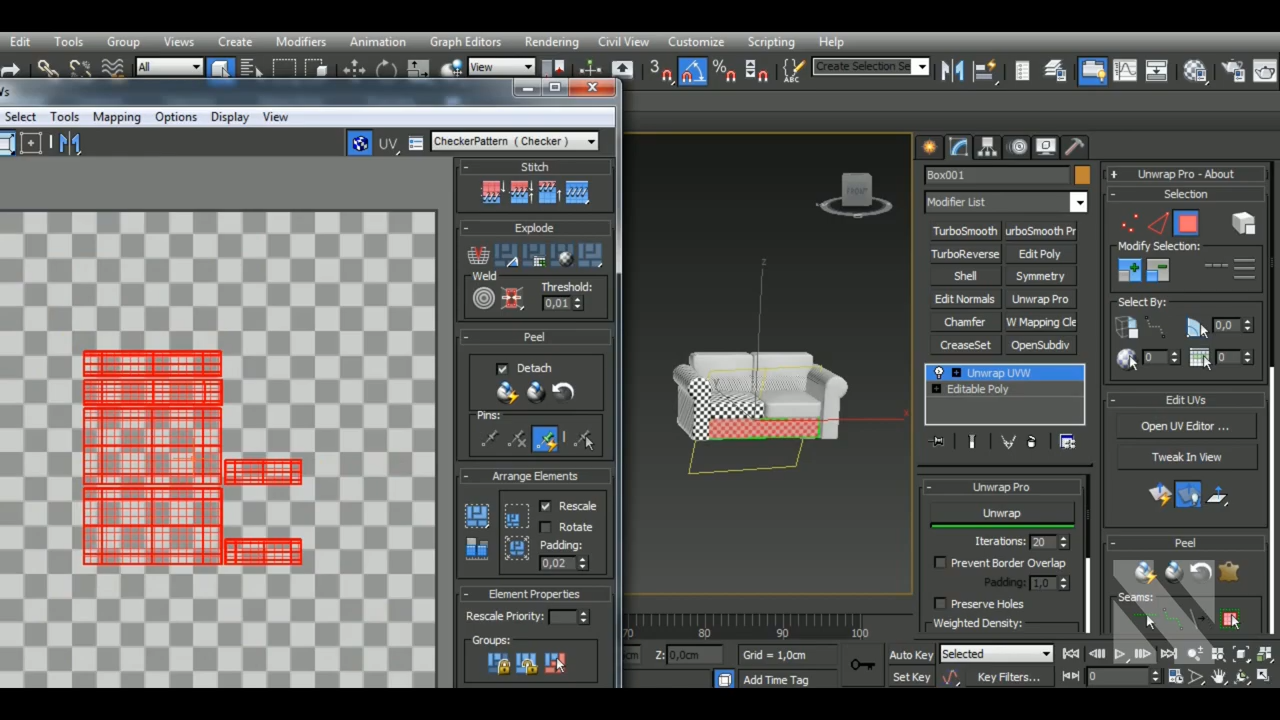 Edit Tools Group Views Create Modifiers Animation Graph Editors Rendering Civil View Customize Scripting Help
All View 3 ABC Create Selection Se
Select Tools Mapping Options Display View
UV CheckerPattern ( Checker )
Stitch
Explode
Weld
Threshold:
0,01
Peel
Detach
Pins:
Arrange Elements
Rescale
Rotate
Padding:
0,02
Element Properties
Rescale Priority:
Groups:
FRONT
z
x
Box001
Modifier List
TurboSmooth urboSmooth Pr
TurboReverse Edit Poly
Shell Symmetry
Edit Normals Unwrap Pro
Chamfer W Mapping Cle
CreaseSet OpenSubdiv
Unwrap UVW
Editable Poly
Unwrap Pro
Unwrap
Iterations: 20
Prevent Border Overlap
Padding: 1,0
Preserve Holes
Weighted Density:
Unwrap Pro - About
Selection
Modify Selection:
Select By:
0,0
0 0
Edit UVs
Open UV Editor ...
Tweak In View
Peel
Seams:
70 80 90 100
Z: 0,0cm Grid = 1,0cm Auto Key Selected
Add Time Tag Set Key Key Filters... 0